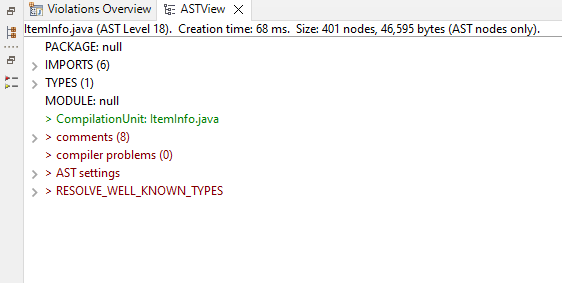 Violations Overview ASTView
ItemInfo.java (AST Level 18). Creation time: 68 ms. Size: 401 nodes, 46,595 bytes (AST nodes only).
PACKAGE: null
IMPORTS (6)
TYPES (1)
MODULE: null
> CompilationUnit: ItemInfo.java
> comments (8)
> compiler problems (0)
> AST settings
> RESOLVE_WELL_KNOWN_TYPES